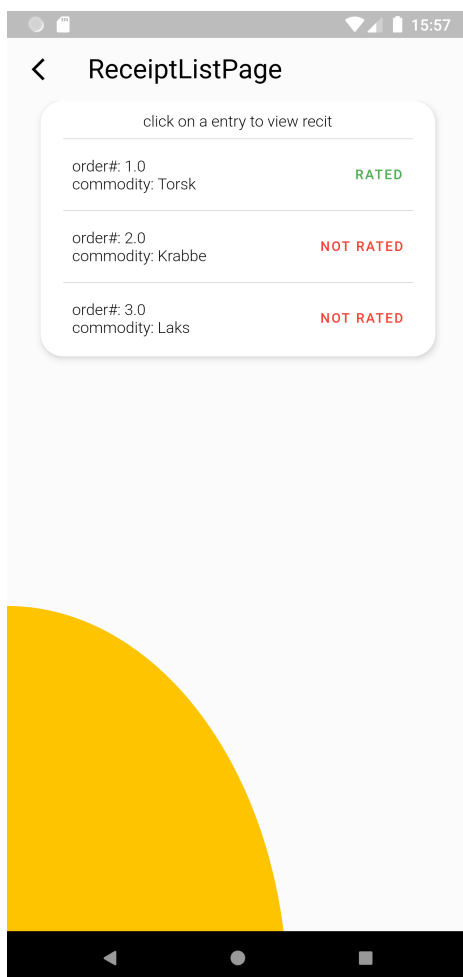 15:57
ReceiptListPage
click on a entry to view recit
order#: 1.0
commodity: Torsk
RATED
order#: 2.0
commodity: Krabbe
NOT RATED
order#: 3.0
commodity: Laks
NOT RATED